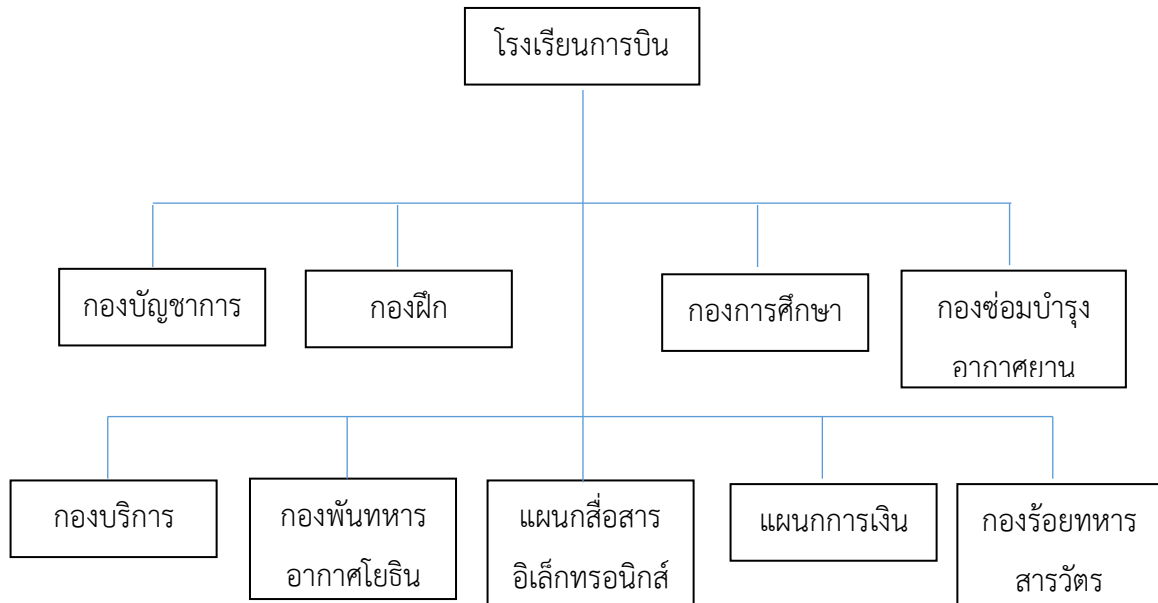 โรงเรียนการบิน
กองบัญชาการ
กองฝึก
กองการศึกษา
กองซ่อมบำรุง
อากาศยาน
กองบริการ
กองพันทหาร
อากาศโยธิน
แผนกสื่อสาร
อิเล็กทรอนิกส์
แผนกการเงิน
กองร้อยทหาร
สารวัตร